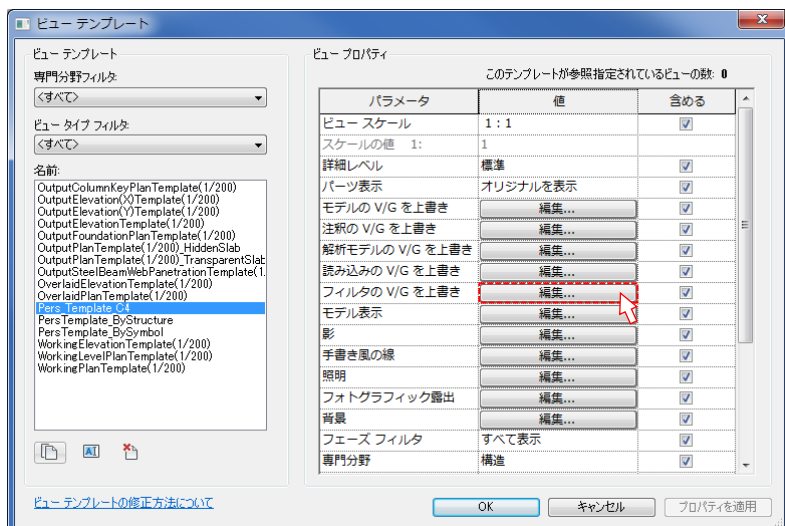 ビュー テンプレート
ビュー テンプレート
専門分野フィルタ:
<すべて>
ビュー タイプ フィルタ:
<すべて>
名前:
OutputColumnKeyPlanTemplate(1/200)
OutputElevation(X)Template(1/200)
OutputElevation(Y)Template(1/200)
OutputElevationTemplate(1/200)
OutputFoundationPlanTemplate(1/200)
OutputPlanTemplate(1/200)_HiddenSlab
OutputPlanTemplate(1/200)_TransparentSlab
OutputSteelBeamWebPanetrationTemplate(1.
OverlaidElevationTemplate(1/200)
OverlaidPlanTemplate(1/200)
Pers_Template_C4
PersTemplate_ByStructure
PersTemplate_BySymbol
WorkingElevationTemplate(1/200)
WorkingLevelPlanTemplate(1/200)
WorkingPlanTemplate(1/200)
AI
ビュー テンプレートの修正方法について
ビュー プロパティ
このテンプレートが参照指定されているビューの数: 0
パラメータ 値 含める
ビュー スケール 1 : 1
スケールの値 1: 1
詳細レベル 標準
パーツ表示 オリジナルを表示
モデルの V/G を上書き 編集...
注釈の V/G を上書き 編集...
解析モデルの V/G を上書き 編集...
読み込みの V/G を上書き 編集...
フィルタの V/G を上書き 編集...
モデル表示 編集...
影 編集...
手書き風の線 編集...
照明 編集...
フォトグラフィック露出 編集...
背景 編集...
フェーズ フィルタ すべて表示
専門分野 構造
OK キャンセル プロパティを適用